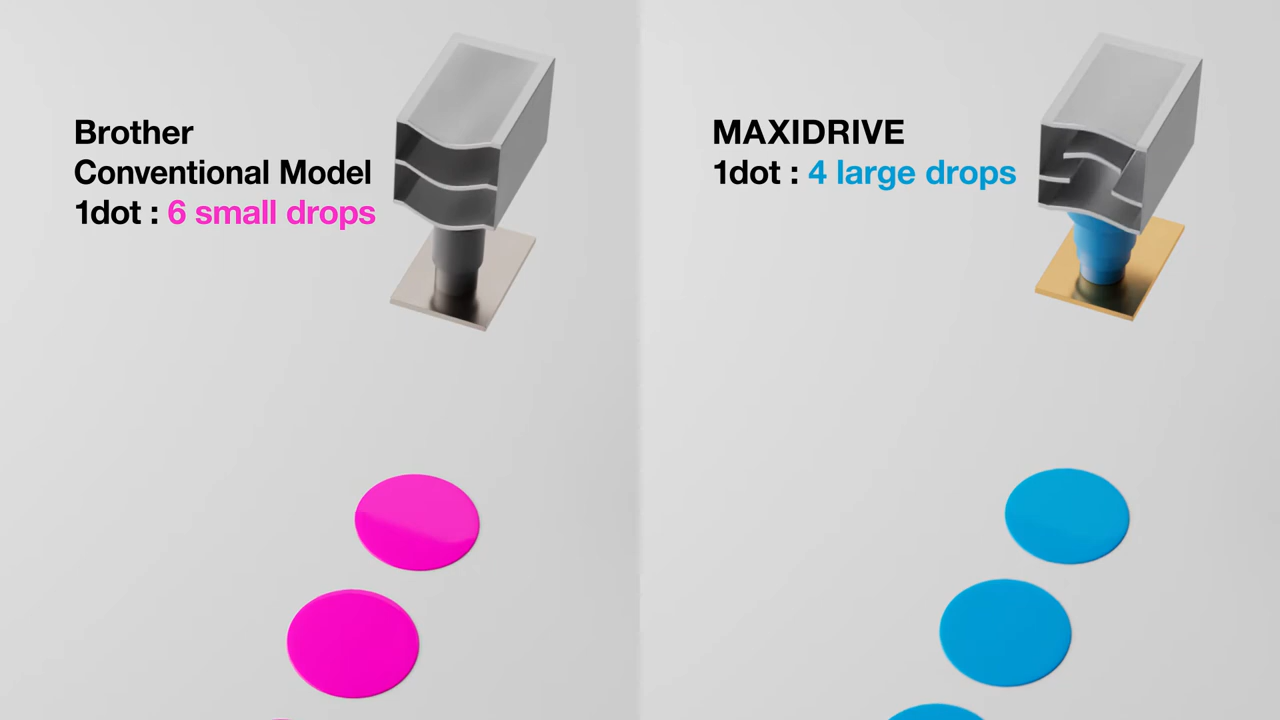 Brother
Conventional Model
1dot : 6 small drops
MAXIDRIVE
1dot : 4 large drops